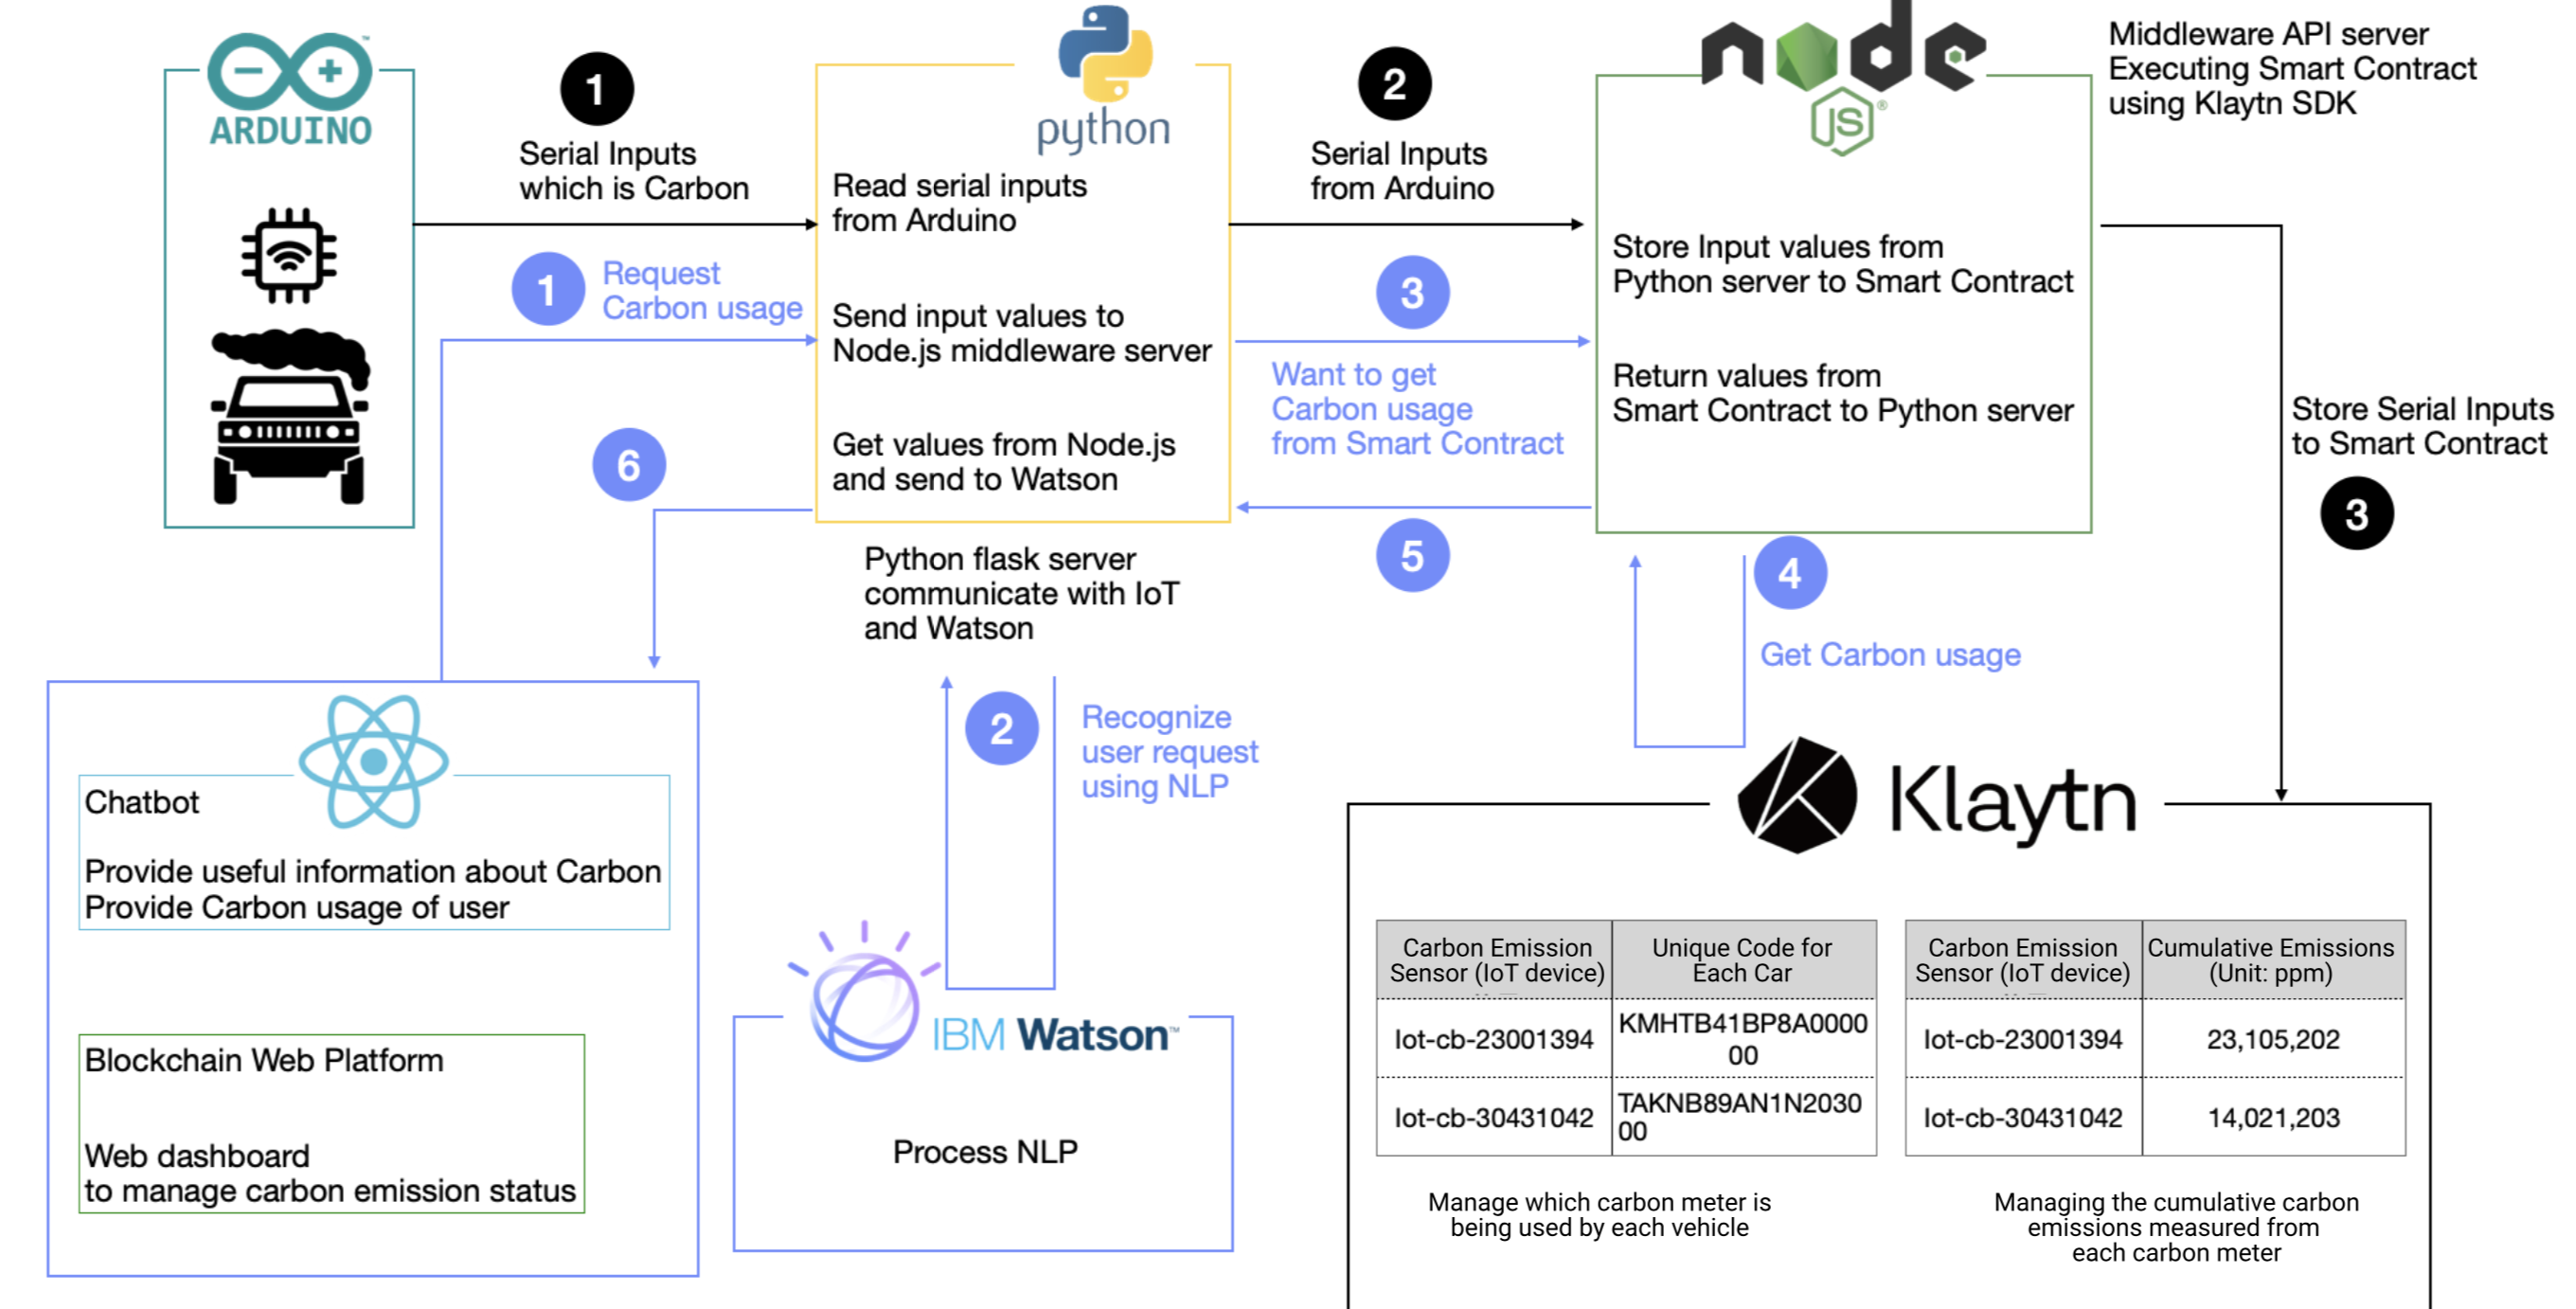 ARDUINO
1
Serial Inputs
which is Carbon
1
Request
Carbon usage
6
python
Read serial inputs
from Arduino
Send input values to
Node.js middleware server
Get values from Node.js
and send to Watson
Python flask server
communicate with IoT
and Watson
2
Serial Inputs
from Arduino
3
Want to get
Carbon usage
from Smart Contract
5
node
JS
Middleware API server
Executing Smart Contract
using Klaytn SDK
Store Input values from
Python server to Smart Contract
Return values from
Smart Contract to Python server
4
Get Carbon usage
Store Serial Inputs
to Smart Contract
3
Chatbot
Provide useful information about Carbon
Provide Carbon usage of user
Blockchain Web Platform
Web dashboard
to manage carbon emission status
2
Recognize
user request
using NLP
IBM Watson™
Process NLP
Klaytn
Carbon Emission
Sensor (IoT device)
Unique Code for
Each Car
Iot-cb-23001394
KMHTB41BP8A0000
00
Iot-cb-30431042
TAKNB89AN1N2030
00
Manage which carbon meter is
being used by each vehicle
Carbon Emission
Sensor (IoT device)
Cumulative Emissions
(Unit: ppm)
Iot-cb-23001394
23,105,202
Iot-cb-30431042
14,021,203
Managing the cumulative carbon
emissions measured from
each carbon meter